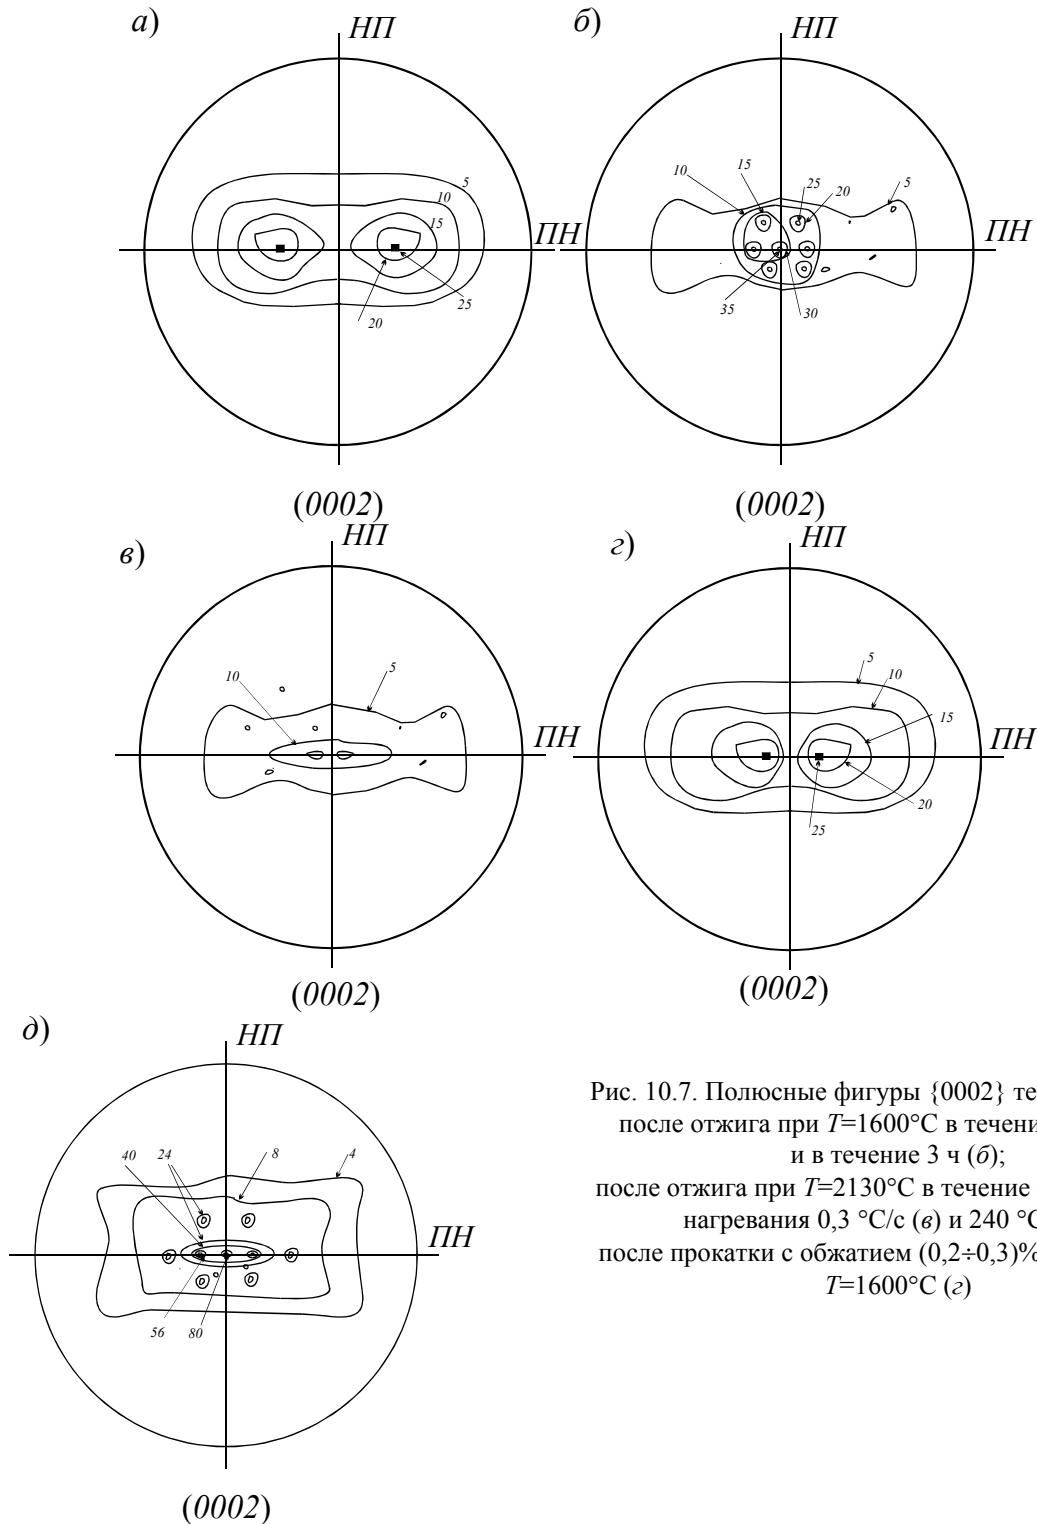 а)
НП
б)
НП
5
10
15
ПН
20
25
10
15
25
20
5
ПН
35
30
(0002)
(0002)
в)
НП
г)
НП
10
5
ПН
5
10
15
ПН
20
25
(0002)
(0002)
д)
НП
40
24
8
4
ПН
56
80
(0002)
Рис. 10.7. Полюсные фигуры {0002} те
после отжига при T=1600°C в течени
и в течение 3 ч (б);
после отжига при T=2130°C в течение
нагревания 0,3 °C/с (в) и 240 °C
после прокатки с обжатием (0,2÷0,3)%
T=1600°C (г)